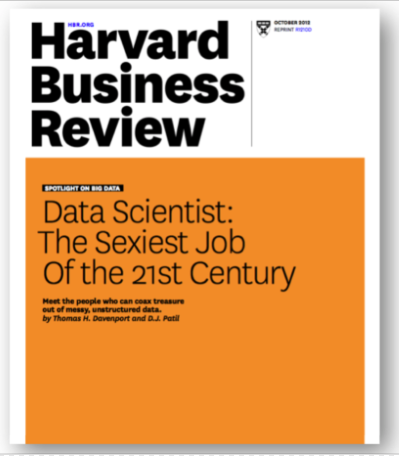 HBR.ORG
Harvard
Business
Review
OCTOBER 2012
REPRINT R1210D
SPOTLIGHT ON BIG DATA
Data Scientist:
The Sexiest Job
Of the 21st Century
Meet the people who can coax treasure
out of messy, unstructured data.
by Thomas H. Davenport and D.J. Patil